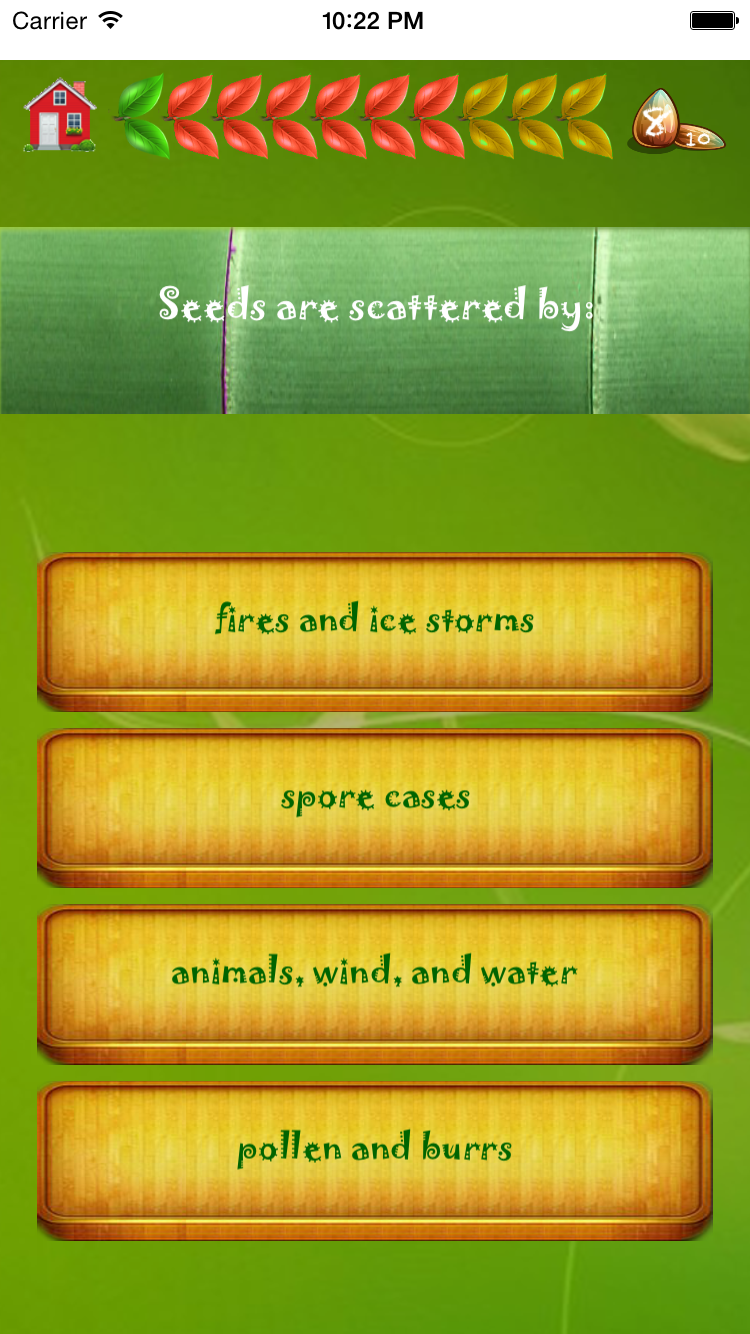 Carrier 10:22 PM
8
10
Seeds are scattered by:
fires and ice storms
spore cases
animals, wind, and water
pollen and burrs